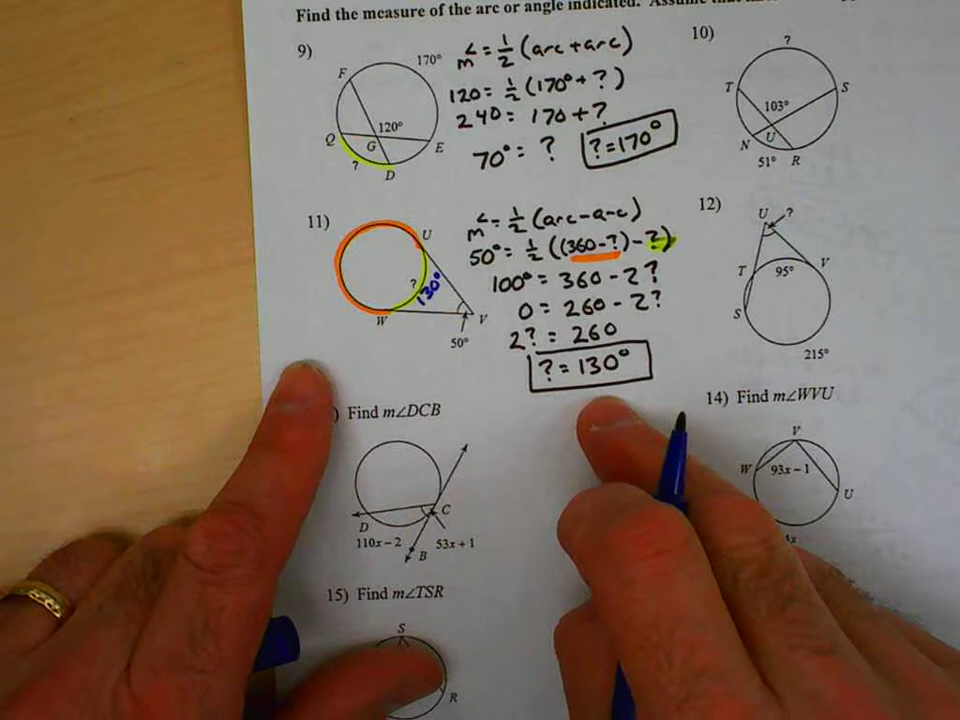 Find the measure of the arc or angle indicated. Assume that
9)
170°
F
120°
Q
G
E
?
D
m∠ = 1/2 (arc + arc)
120 = 1/2 (170° + ?)
240 = 170 + ?
70° = ?
? = 170°
10)
?
T
S
103°
N
U
51°
R
11)
U
?
130°
W
V
50°
m∠ = 1/2 (arc - arc)
50° = 1/2 ((360 - ?) - ?)
100° = 360 - 2?
0 = 260 - 2?
2? = 260
? = 130°
12)
U
?
T
V
95°
S
215°
) Find m∠DCB
D
C
110x − 2
53x + 1
B
14) Find m∠WVU
V
W
93x − 1
U
15) Find m∠TSR
S
R